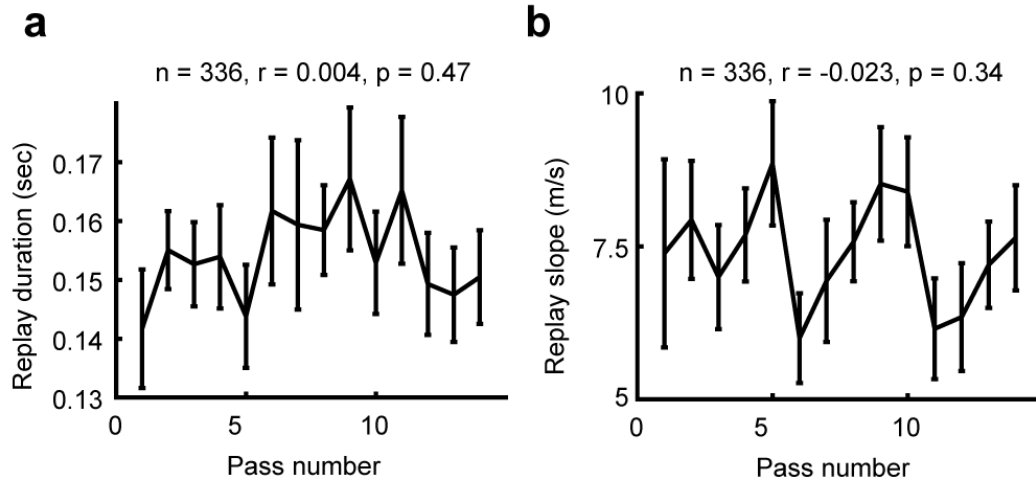 a
n = 336, r = 0.004, p = 0.47
Replay duration (sec)
0.17
0.16
0.15
0.14
0.13
0
5
10
Pass number
b
n = 336, r = -0.023, p = 0.34
Replay slope (m/s)
10
7.5
5
0
5
10
Pass number